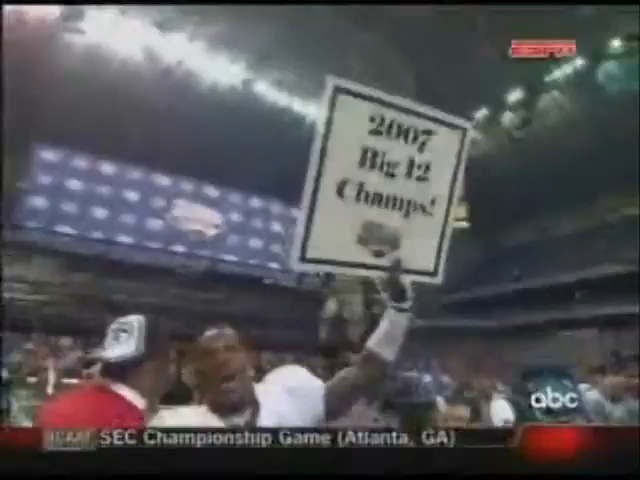 ESPN
2007
Big 12
Champs!
abc
SEC Championship Game (Atlanta, GA)